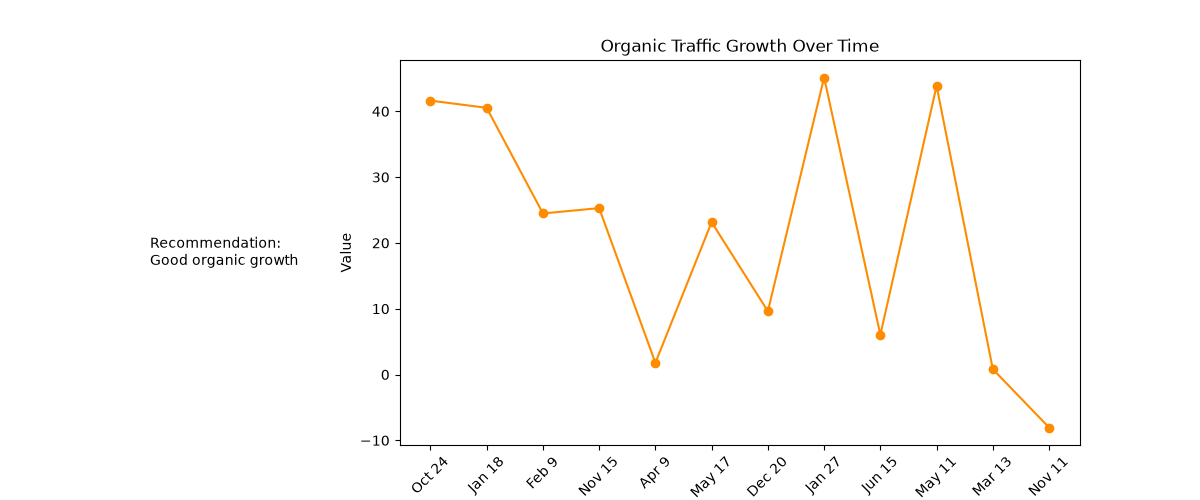 Organic Traffic Growth Over Time
Recommendation:
Good organic growth
Value
40
30
20
10
0
−10
Oct 24
Jan 18
Feb 9
Nov 15
Apr 9
May 17
Dec 20
Jan 27
Jun 15
May 11
Mar 13
Nov 11